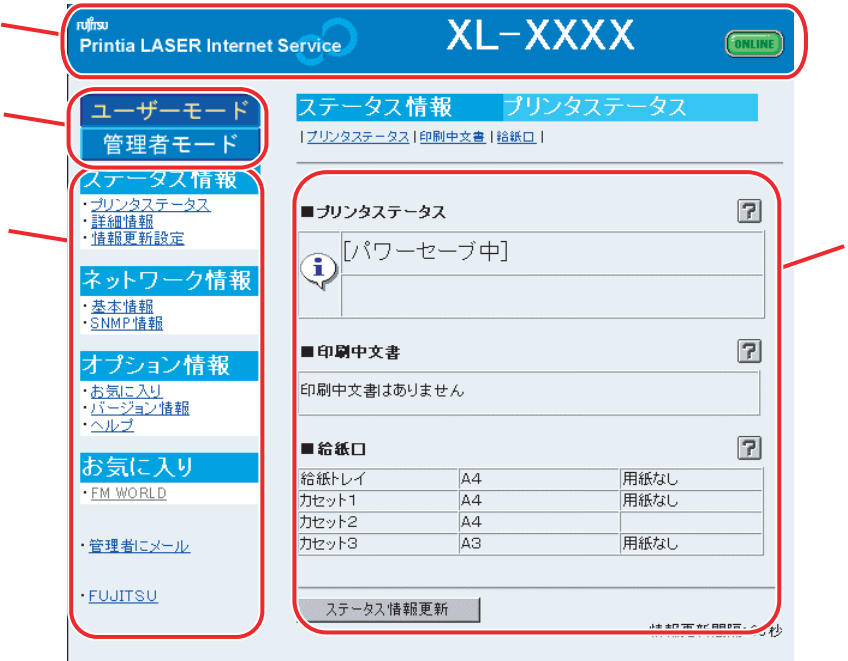 FUJITSU
Printia LASER Internet Service
XL-XXXX
ONLINE
ユーザーモード
管理者モード
ステータス情報
・プリンタステータス
・詳細情報
・情報更新設定
ネットワーク情報
・基本情報
・SNMP情報
オプション情報
・お気に入り
・バージョン情報
・ヘルプ
お気に入り
・FM WORLD
・管理者にメール
・FUJITSU
ステータス情報 プリンタステータス
|プリンタステータス|印刷中文書|給紙口|
■プリンタステータス ?
[パワーセーブ中]
■印刷中文書 ?
印刷中文書はありません
■給紙口 ?
給紙トレイ A4 用紙なし
カセット1 A4 用紙なし
カセット2 A4
カセット3 A3 用紙なし
ステータス情報更新
情報更新間隔: 秒